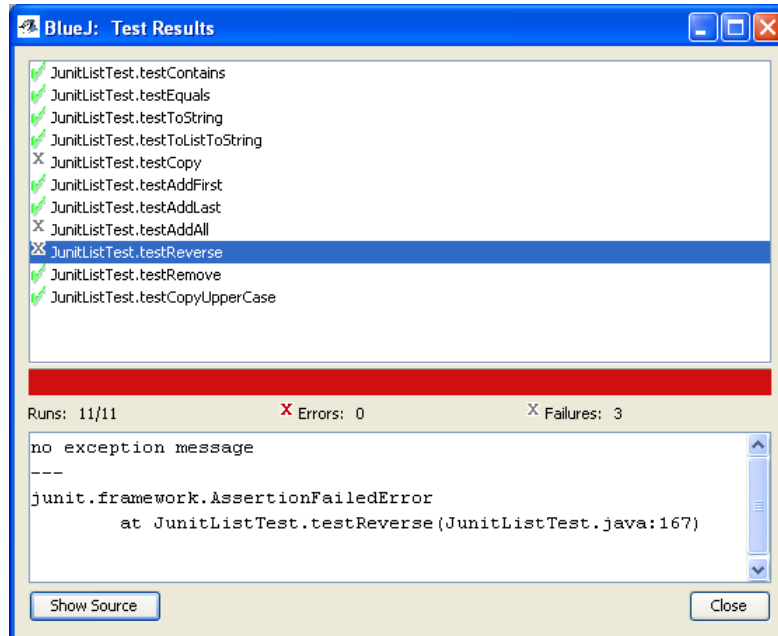 BlueJ: Test Results
JunitListTest.testContains
JunitListTest.testEquals
JunitListTest.testToString
JunitListTest.testToListToString
JunitListTest.testCopy
JunitListTest.testAddFirst
JunitListTest.testAddLast
JunitListTest.testAddAll
JunitListTest.testReverse
JunitListTest.testRemove
JunitListTest.testCopyUpperCase
Runs: 11/11 X Errors: 0 X Failures: 3
no exception message
---
junit.framework.AssertionFailedError
at JunitListTest.testReverse(JunitListTest.java:167)
Show Source Close